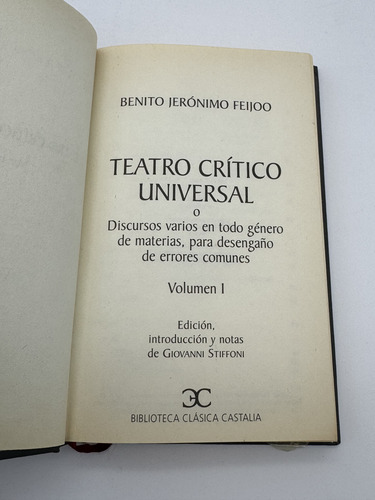 BENITO JERÓNIMO FEIJOO
TEATRO CRÍTICO
UNIVERSAL
o
Discursos varios en todo género
de materias, para desengaño
de errores comunes
Volumen I
Edición,
introducción y notas
de GIOVANNI STIFFONI
BIBLIOTECA CLÁSICA CASTALIA